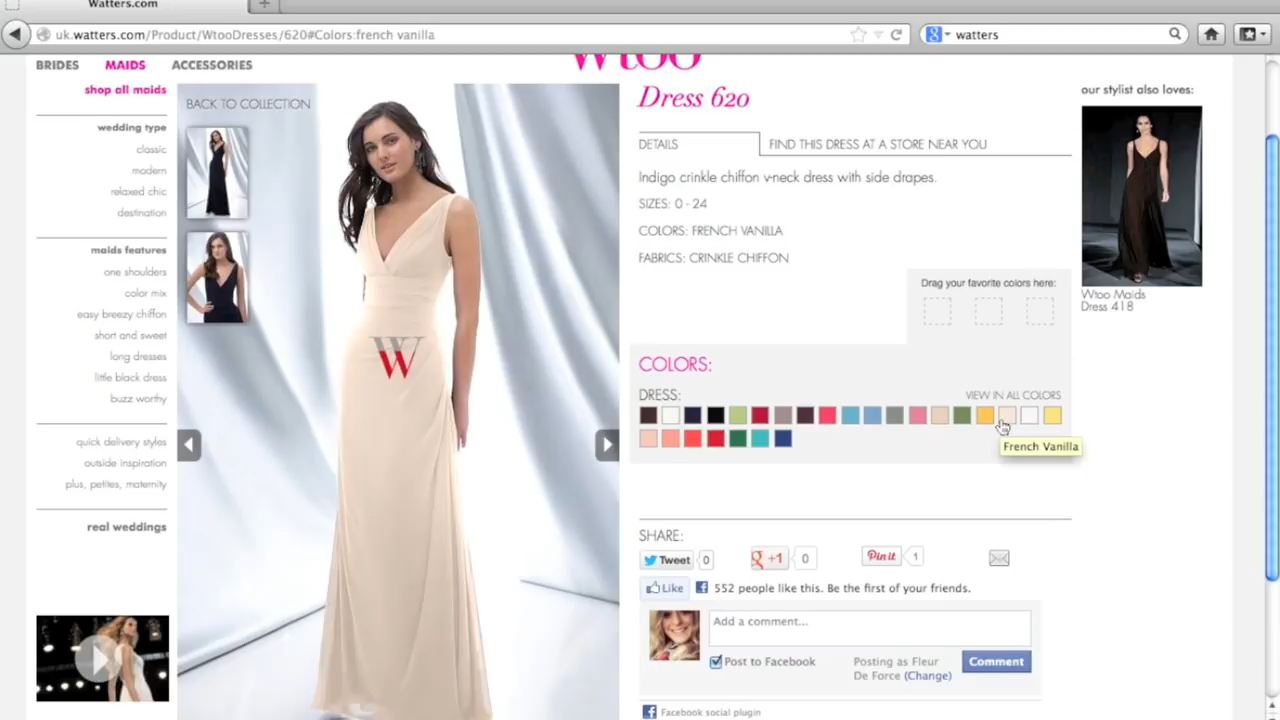 Watters.com
uk.watters.com/Product/WtooDresses/620#Colors:french vanilla
watters
BRIDES
MAIDS
ACCESSORIES
Wtoo
shop all maids
wedding type
classic
modern
relaxed chic
destination
maids features
one shoulders
color mix
easy breezy chiffon
short and sweet
long dresses
little black dress
buzz worthy
quick delivery styles
outside inspiration
plus, petites, maternity
real weddings
BACK TO COLLECTION
W
Dress 620
DETAILS
FIND THIS DRESS AT A STORE NEAR YOU
Indigo crinkle chiffon v-neck dress with side drapes.
SIZES: 0 - 24
COLORS: FRENCH VANILLA
FABRICS: CRINKLE CHIFFON
Drag your favorite colors here:
COLORS:
DRESS:
VIEW IN ALL COLORS
French Vanilla
SHARE:
Tweet 0
g +1 0
Pin it 1
Like
552 people like this. Be the first of your friends.
Add a comment...
Post to Facebook
Posting as Fleur
De Force (Change)
Comment
Facebook social plugin
our stylist also loves:
Wtoo Maids
Dress 418